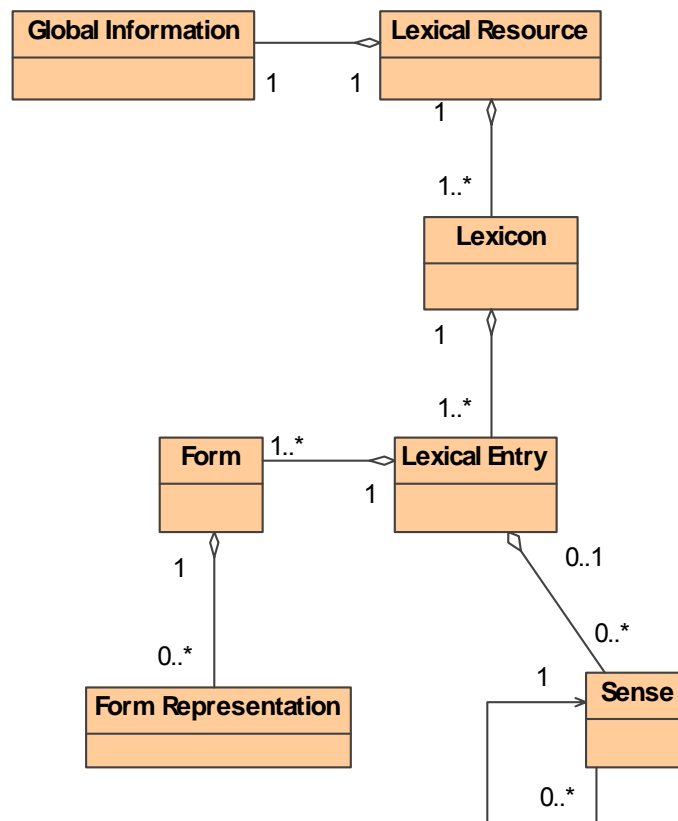 Global Information
Lexical Resource
1
1
1
1..*
Lexicon
1
1..*
Form
1..*
Lexical Entry
1
1
0..1
0..*
0..*
Form Representation
1
Sense
0..*